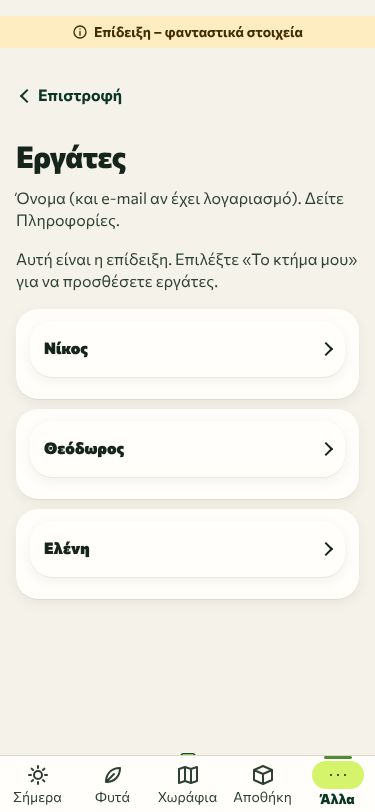 Επίδειξη – φανταστικά στοιχεία
Επιστροφή
Εργάτες
Όνομα (και e-mail αν έχει λογαριασμό). Δείτε
Πληροφορίες.
Αυτή είναι η επίδειξη. Επιλέξτε «Το κτήμα μου»
για να προσθέσετε εργάτες.
Νίκος
Θεόδωρος
Ελένη
Σήμερα
Φυτά
Χωράφια
Αποθήκη
Άλλα